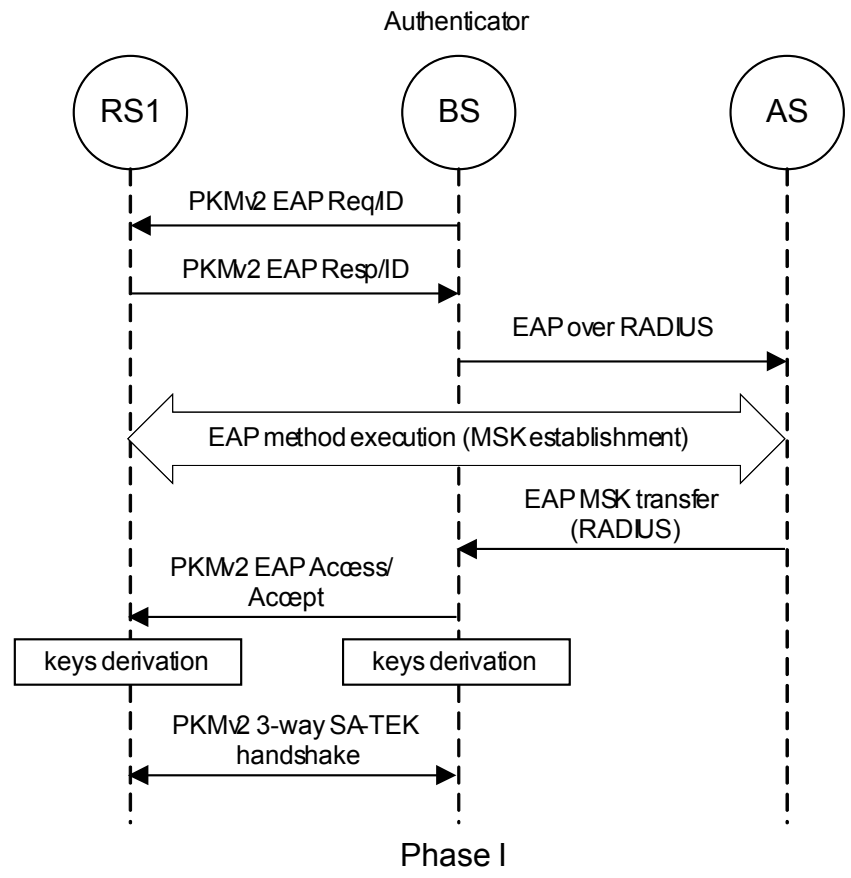 Authenticator
RS1
BS
AS
PKMv2 EAP Req/ID
PKMv2 EAP Resp/ID
EAP over RADIUS
EAP method execution (MSK establishment)
EAP MSK transfer
(RADIUS)
PKMv2 EAP Access/
Accept
keys derivation
keys derivation
PKMv2 3-way SA-TEK
handshake
Phase I